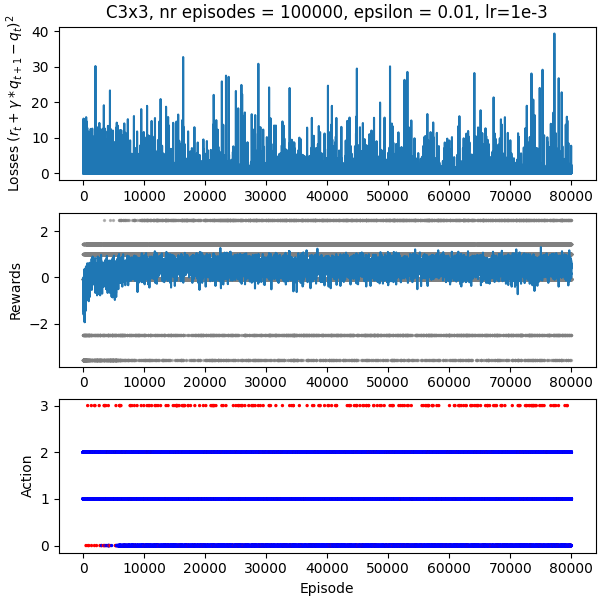 C3x3, nr episodes = 100000, epsilon = 0.01, lr=1e-3
Losses $(r_t + \gamma * q_{t+1} - q_t)^2$
40
30
20
10
0
0 10000 20000 30000 40000 50000 60000 70000 80000
Rewards
2
0
−2
0 10000 20000 30000 40000 50000 60000 70000 80000
Action
3
2
1
0
0 10000 20000 30000 40000 50000 60000 70000 80000
Episode